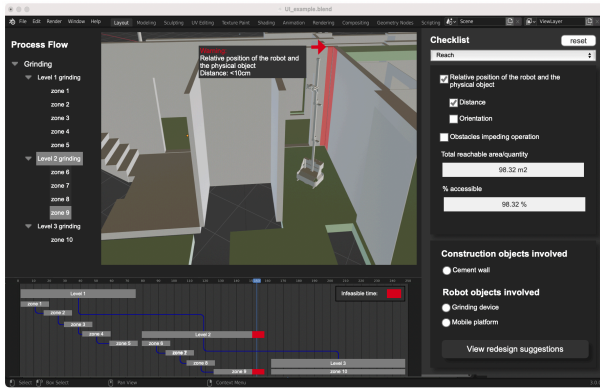 UI_example.blend
File Edit Render Window Help Layout Modeling Sculpting UV Editing Texture Paint Shading Animation Rendering Compositing Geometry Nodes Scripting Scene ViewLayer
Process Flow
Grinding
Level 1 grinding
zone 1
zone 2
zone 3
zone 4
zone 5
Level 2 grinding
zone 6
zone 7
zone 8
zone 9
Level 3 grinding
zone 10
Warning
Relative position of the robot and
the physical object
Distance: <10cm
Checklist
reset
Reach
Relative position of the robot and the
physical object
Distance
Orientation
Obstacles impeding operation
Total reachable area/quantity
98.32 m2
% accessible
98.32 %
Construction objects involved
Cement wall
Robot objects involved
Grinding device
Mobile platform
View redesign suggestions
Infeasible time:
Level 1
zone 1
zone 2
zone 3
zone 4
Level 2
zone 5
zone 6
zone 7
zone 8
Level 3
zone 9
zone 10
Select Box Select Pan View Context Menu